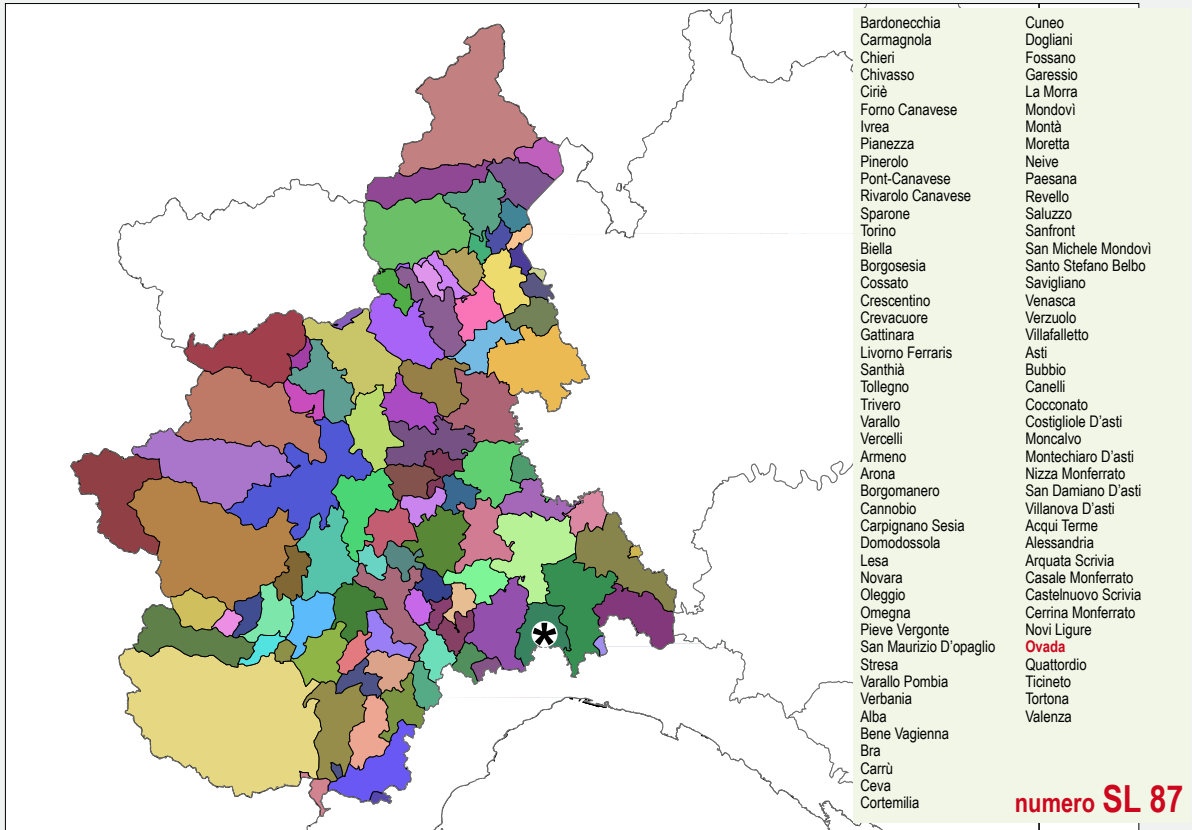 Bardonecchia
Carmagnola
Chieri
Chivasso
Ciriè
Forno Canavese
Ivrea
Pianezza
Pinerolo
Pont-Canavese
Rivarolo Canavese
Sparone
Torino
Biella
Borgosesia
Cossato
Crescentino
Crevacuore
Gattinara
Livorno Ferraris
Santhià
Tollegno
Trivero
Varallo
Vercelli
Armeno
Arona
Borgomanero
Cannobio
Carpignano Sesia
Domodossola
Lesa
Novara
Oleggio
Omegna
Pieve Vergonte
San Maurizio D'opaglio
Stresa
Varallo Pombia
Verbania
Alba
Bene Vagienna
Bra
Carrù
Ceva
Cortemilia
Cuneo
Dogliani
Fossano
Garessio
La Morra
Mondovì
Montà
Moretta
Neive
Paesana
Revello
Saluzzo
Sanfront
San Michele Mondovì
Santo Stefano Belbo
Savigliano
Venasca
Verzuolo
Villafalletto
Asti
Bubbio
Canelli
Cocconato
Costigliole D'asti
Moncalvo
Montechiaro D'asti
Nizza Monferrato
San Damiano D'asti
Villanova D'asti
Acqui Terme
Alessandria
Arquata Scrivia
Casale Monferrato
Castelnuovo Scrivia
Cerrina Monferrato
Novi Ligure
Ovada
Quattordio
Ticineto
Tortona
Valenza
numero SL 87